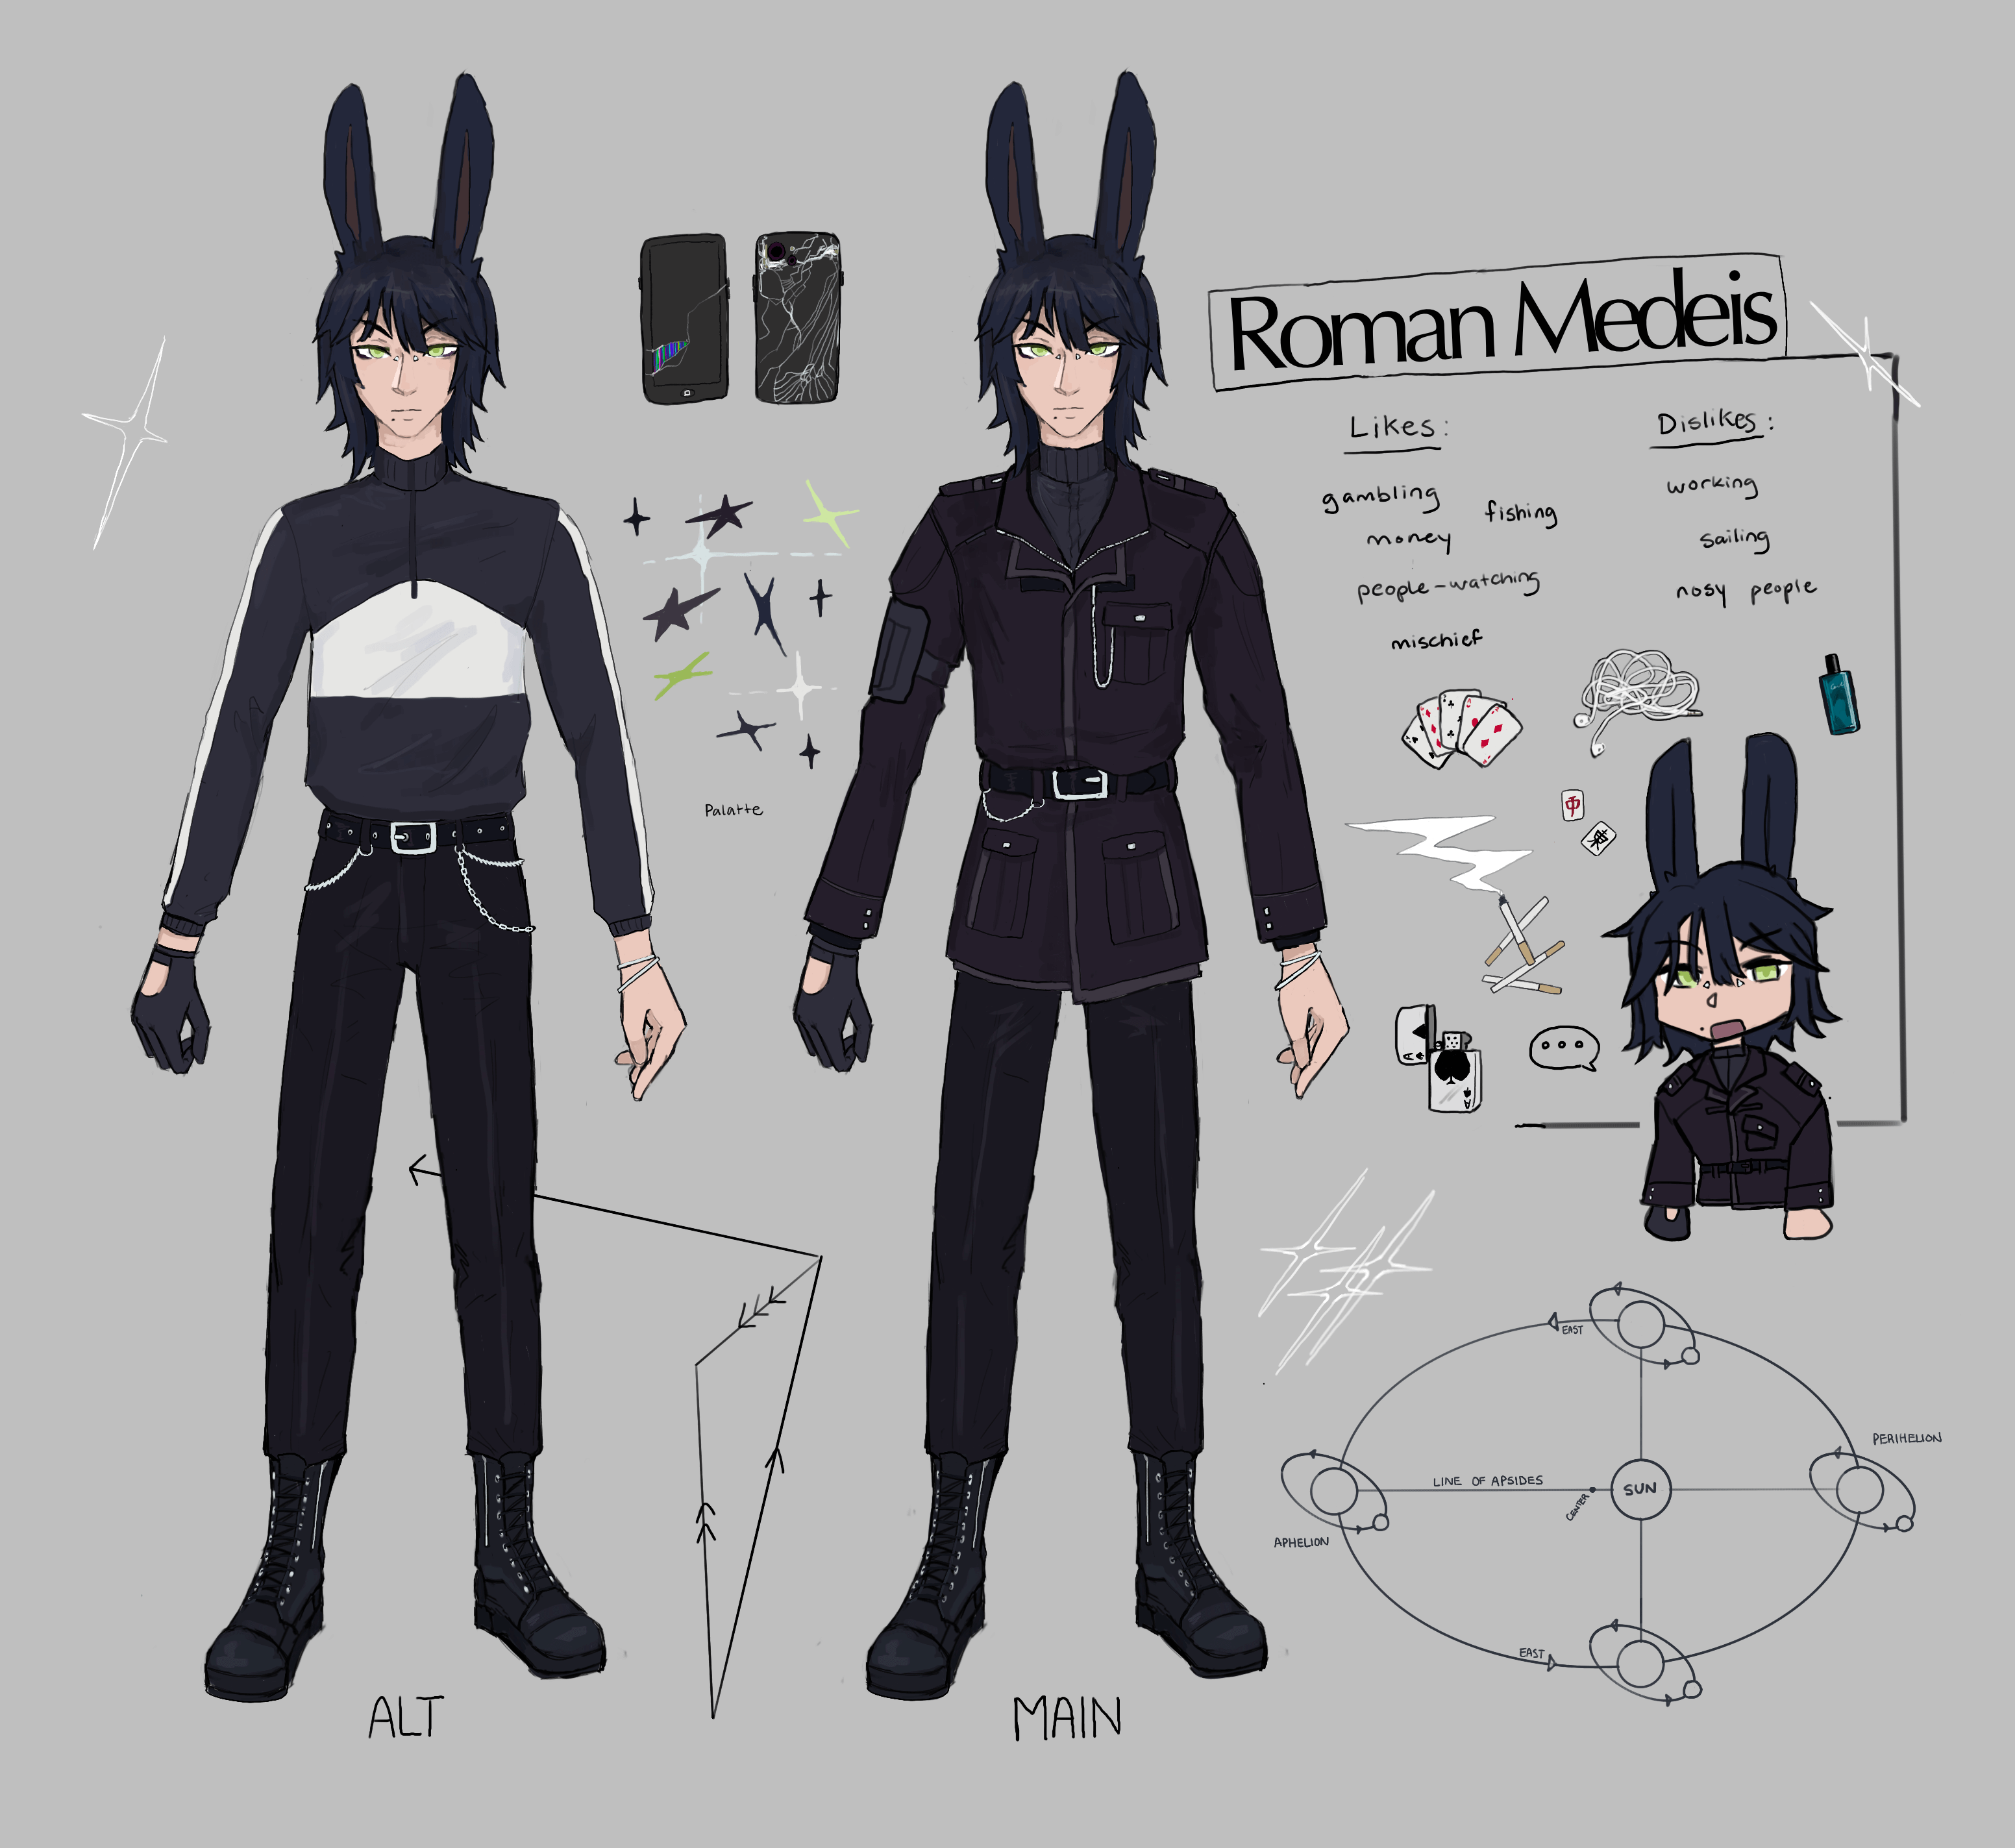 Roman Medeis
Likes:
gambling
fishing
money
people-watching
mischief
Dislikes:
working
sailing
nosy people
Palatte
中
A
A
EAST
PERIHELION
LINE OF APSIDES
CENTER
SUN
APHELION
EAST
ALT
MAIN